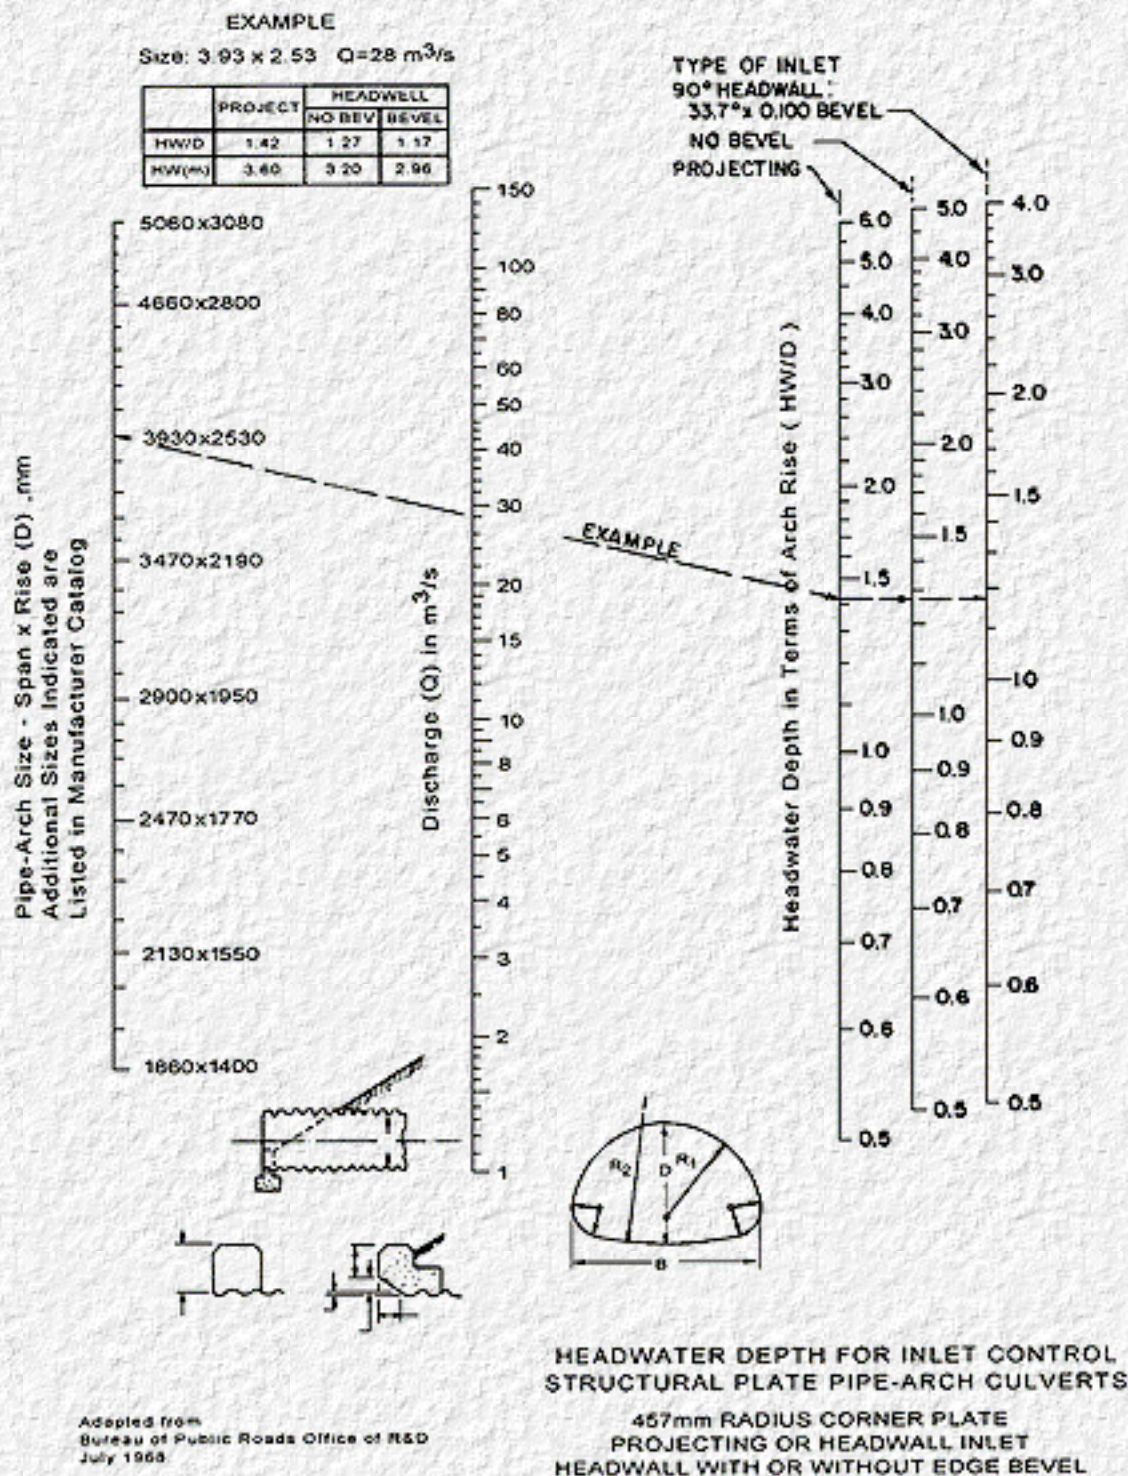 EXAMPLE
Size: 3.93 x 2.53 Q=28 m³/s
PROJECT
HEADWELL
NO BEV
BEVEL
HW/D 1.42 1.27 1.17
HW(m) 3.60 3.20 2.96
TYPE OF INLET
90° HEADWALL:
33.7° x 0.100 BEVEL
NO BEVEL
PROJECTING
Pipe-Arch Size - Span x Rise (D) ,mm
Additional Sizes Indicated are
Listed in Manufacturer Catalog
5060x3080
4660x2800
3930x2530
3470x2190
2900x1950
2470x1770
2130x1550
1660x1400
Discharge (Q) in m³/s
150
100
80
60
50
40
30
20
15
10
8
6
5
4
3
2
1
EXAMPLE
Headwater Depth in Terms of Arch Rise ( HW/D )
6.0
5.0
4.0
3.0
2.0
1.5
1.0
0.9
0.8
0.7
0.6
0.5
5.0
4.0
3.0
2.0
1.5
1.0
0.9
0.8
0.7
0.6
0.5
4.0
3.0
2.0
1.5
1.0
0.9
0.8
0.7
0.6
0.5
R2
D
R1
B
HEADWATER DEPTH FOR INLET CONTROL
STRUCTURAL PLATE PIPE-ARCH CULVERTS
457mm RADIUS CORNER PLATE
PROJECTING OR HEADWALL INLET
HEADWALL WITH OR WITHOUT EDGE BEVEL
Adapted from
Bureau of Public Roads Office of R&D
July 1968